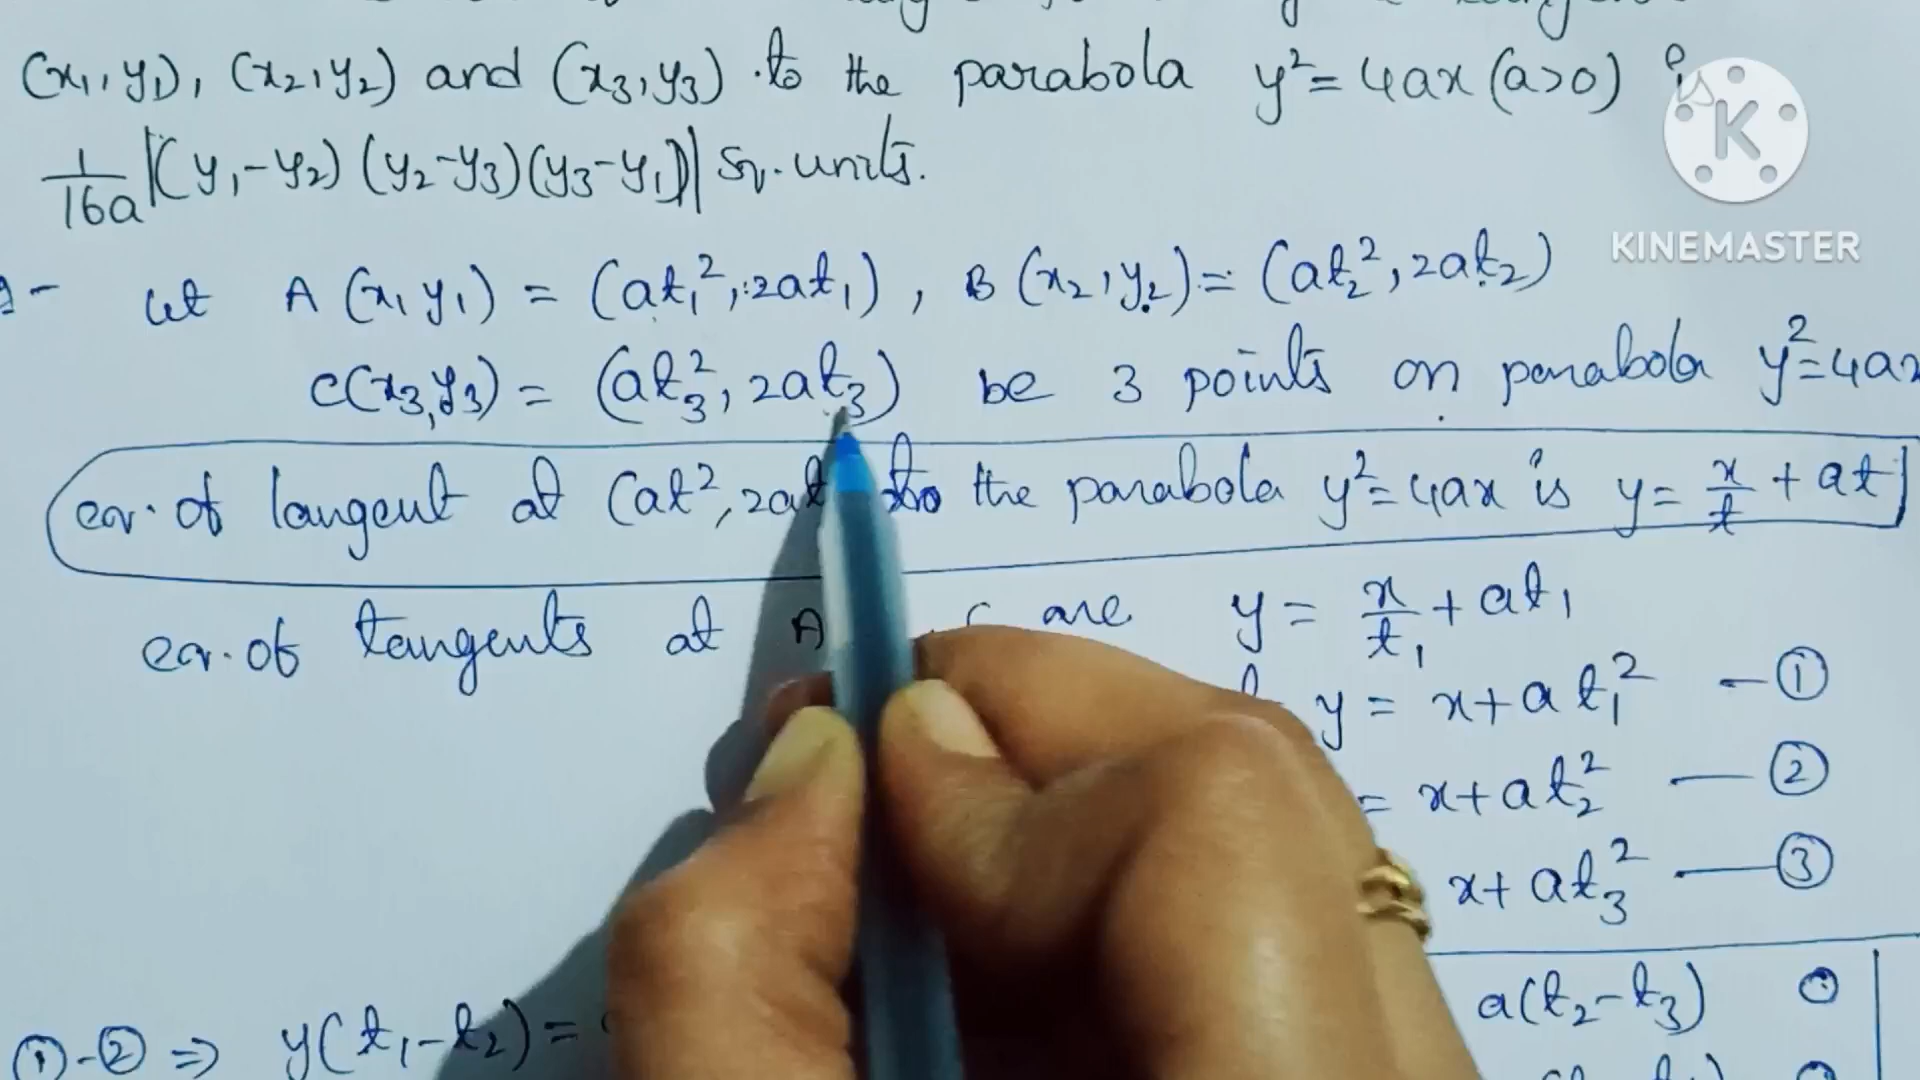 (x₁, y₁), (x₂, y₂) and (x₃, y₃) to the parabola y² = 4ax (a>0) is
1/16a |(y₁-y₂) (y₂-y₃)(y₃-y₁)| Sq. units.
KINEMASTER
let A (x₁ y₁) = (at₁², 2at₁), B (x₂, y₂) = (at₂², 2at₂)
C(x₃, y₃) = (at₃², 2at₃) be 3 points on parabola y² = 4ax
eq. of tangent at (at², 2at to the parabola y² = 4ax is y = x/t + at
eq. of tangents at A C are y = x/t₁ + at₁
y = x + at₁² - ①
= x + at₂² - ②
x + at₃² - ③
a(t₂-t₃) 0
①-② ⇒ y(t₁-t₂) =